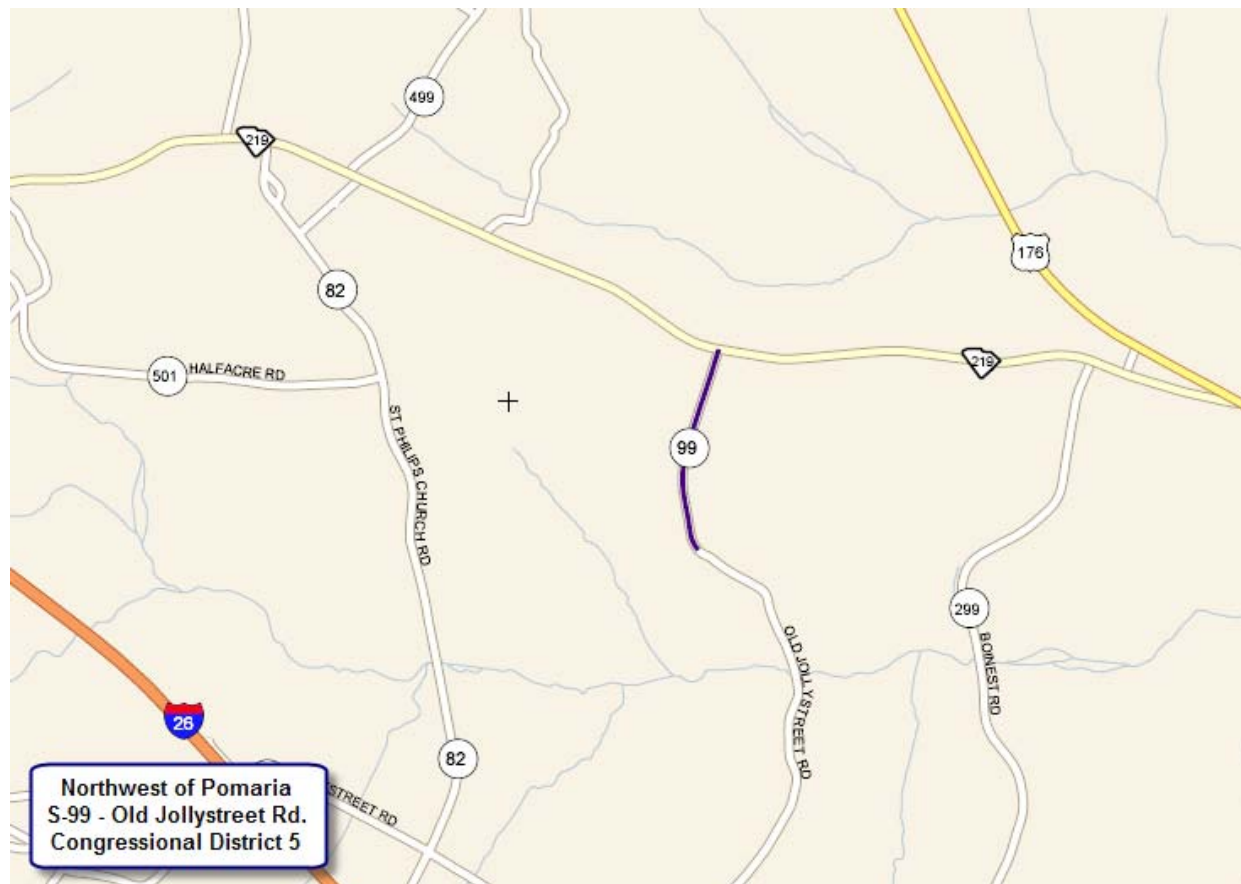 499
219
176
82
501
HALFACRE RD
219
ST PHILIPS CHURCH RD
99
299
OLD JOLLYSTREET RD
BOINEST RD
26
82
STREET RD
Northwest of Pomaria
S-99 - Old Jollystreet Rd.
Congressional District 5